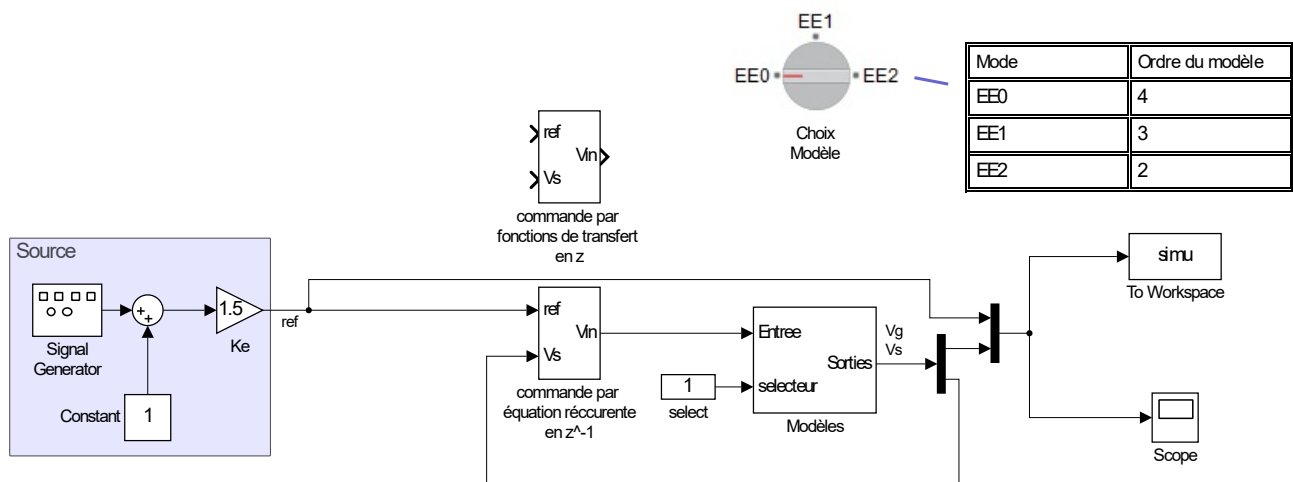 EE1
EE0
EE2
Choix
Modèle
Mode Ordre du modèle
EE0 4
EE1 3
EE2 2
ref
Vin
Vs
commande par
fonctions de transfert
en z
Source
Signal
Generator
+
+
Constant
1
1.5
Ke
ref
ref
Vin
Vs
commande par
équation réccurente
en z^-1
1
select
Entree
Sorties
selecteur
Modèles
Vg
Vs
simu
To Workspace
Scope